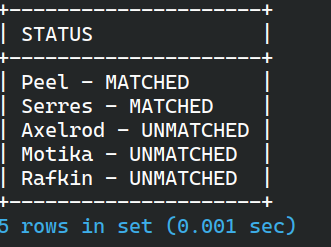 +---------------------+
| STATUS              |
+---------------------+
| Peel - MATCHED      |
| Serres - MATCHED    |
| Axelrod - UNMATCHED |
| Motika - UNMATCHED  |
| Rafkin - UNMATCHED  |
+---------------------+
5 rows in set (0.001 sec)